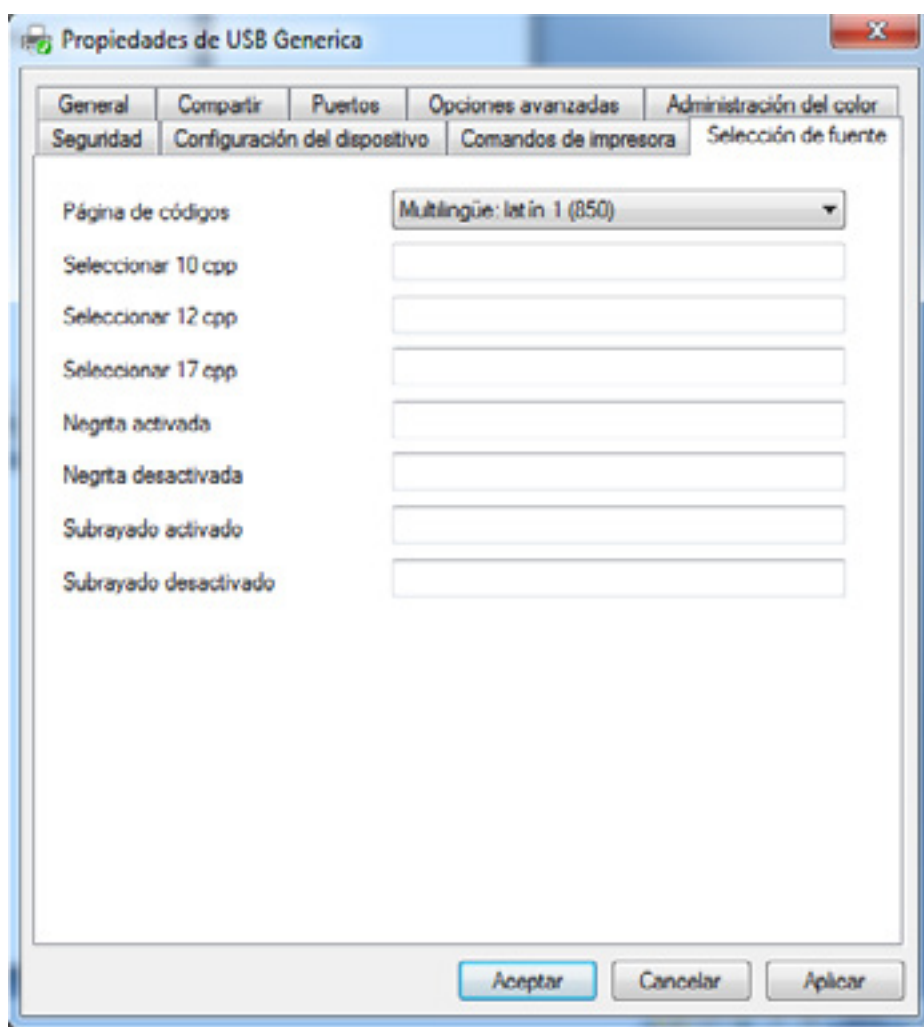 Propiedades de USB Generica
General Compartir Puertos Opciones avanzadas Administración del color
Seguridad Configuración del dispositivo Comandos de impresora Selección de fuente
Página de códigos Multilingüe: latín 1 (850)
Seleccionar 10 cpp
Seleccionar 12 cpp
Seleccionar 17 cpp
Negrita activada
Negrita desactivada
Subrayado activado
Subrayado desactivado
Aceptar Cancelar Aplicar